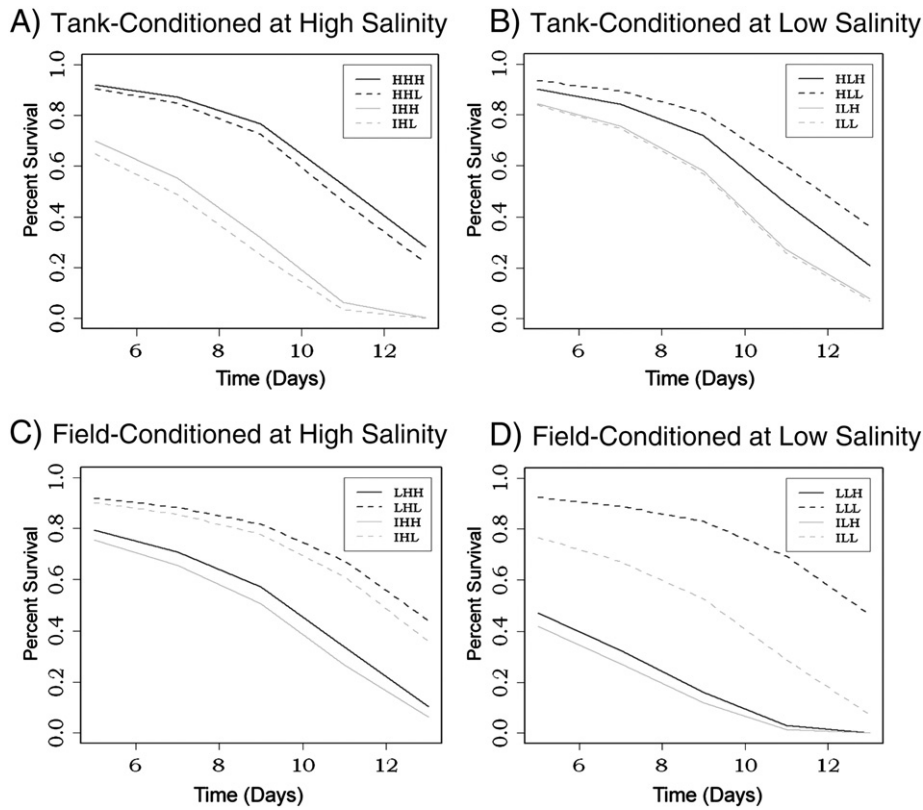 A) Tank-Conditioned at High Salinity
Percent Survival
1.0
0.8
0.6
0.4
0.2
0.0
HHH
HHL
IHH
IHL
6 8 10 12
Time (Days)
B) Tank-Conditioned at Low Salinity
Percent Survival
1.0
0.8
0.6
0.4
0.2
0.0
HLH
HLL
ILH
ILL
6 8 10 12
Time (Days)
C) Field-Conditioned at High Salinity
Percent Survival
1.0
0.8
0.6
0.4
0.2
0.0
LHH
LHL
IHH
IHL
6 8 10 12
Time (Days)
D) Field-Conditioned at Low Salinity
Percent Survival
1.0
0.8
0.6
0.4
0.2
0.0
LLH
LLL
ILH
ILL
6 8 10 12
Time (Days)